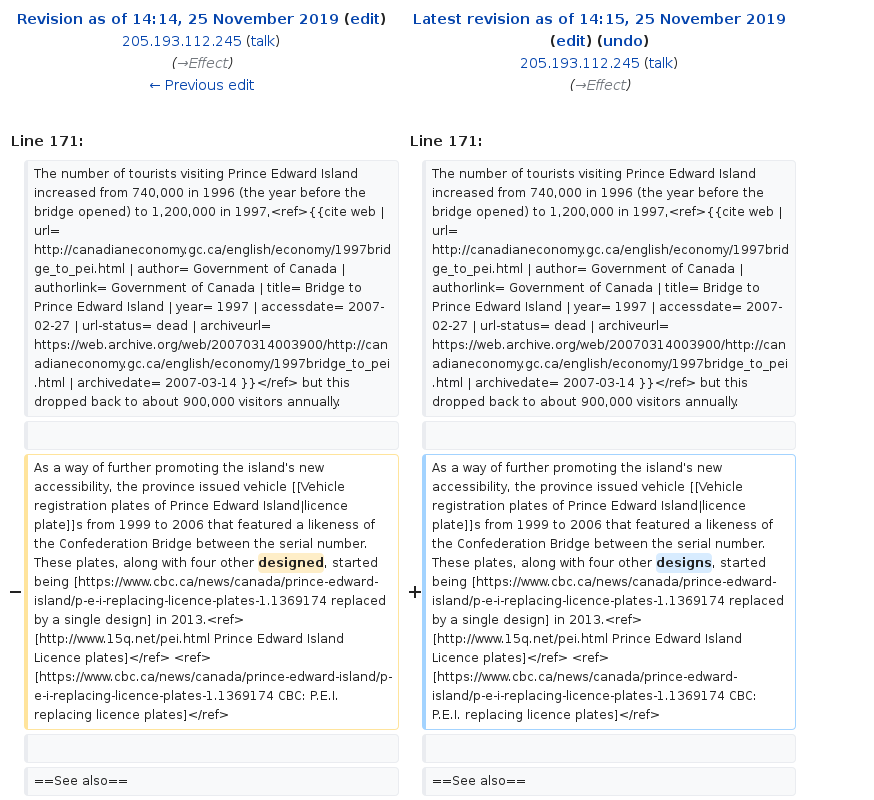 Revision as of 14:14, 25 November 2019 (edit)
205.193.112.245 (talk)
(→Effect)
← Previous edit
Latest revision as of 14:15, 25 November 2019
(edit) (undo)
205.193.112.245 (talk)
(→Effect)
Line 171:
The number of tourists visiting Prince Edward Island
increased from 740,000 in 1996 (the year before the
bridge opened) to 1,200,000 in 1997,<ref>{{cite web |
url=
http://canadianeconomy.gc.ca/english/economy/1997brid
ge_to_pei.html | author= Government of Canada |
authorlink= Government of Canada | title= Bridge to
Prince Edward Island | year= 1997 | accessdate= 2007-
02-27 | url-status= dead | archiveurl=
https://web.archive.org/web/20070314003900/http://can
adianeconomy.gc.ca/english/economy/1997bridge_to_pei
.html | archivedate= 2007-03-14 }}</ref> but this
dropped back to about 900,000 visitors annually.
− As a way of further promoting the island's new
accessibility, the province issued vehicle [[Vehicle
registration plates of Prince Edward Island|licence
plate]]s from 1999 to 2006 that featured a likeness of
the Confederation Bridge between the serial number.
These plates, along with four other designed, started
being [https://www.cbc.ca/news/canada/prince-edward-
island/p-e-i-replacing-licence-plates-1.1369174 replaced
by a single design] in 2013.<ref>
[http://www.15q.net/pei.html Prince Edward Island
Licence plates]</ref> <ref>
[https://www.cbc.ca/news/canada/prince-edward-island/p-
e-i-replacing-licence-plates-1.1369174 CBC: P.E.I.
replacing licence plates]</ref>
==See also==
Line 171:
The number of tourists visiting Prince Edward Island
increased from 740,000 in 1996 (the year before the
bridge opened) to 1,200,000 in 1997,<ref>{{cite web |
url=
http://canadianeconomy.gc.ca/english/economy/1997brid
ge_to_pei.html | author= Government of Canada |
authorlink= Government of Canada | title= Bridge to
Prince Edward Island | year= 1997 | accessdate= 2007-
02-27 | url-status= dead | archiveurl=
https://web.archive.org/web/20070314003900/http://can
adianeconomy.gc.ca/english/economy/1997bridge_to_pei
.html | archivedate= 2007-03-14 }}</ref> but this
dropped back to about 900,000 visitors annually.
+ As a way of further promoting the island's new
accessibility, the province issued vehicle [[Vehicle
registration plates of Prince Edward Island|licence
plate]]s from 1999 to 2006 that featured a likeness of
the Confederation Bridge between the serial number.
These plates, along with four other designs, started
being [https://www.cbc.ca/news/canada/prince-edward-
island/p-e-i-replacing-licence-plates-1.1369174 replaced
by a single design] in 2013.<ref>
[http://www.15q.net/pei.html Prince Edward Island
Licence plates]</ref> <ref>
[https://www.cbc.ca/news/canada/prince-edward-
island/p-e-i-replacing-licence-plates-1.1369174 CBC:
P.E.I. replacing licence plates]</ref>
==See also==